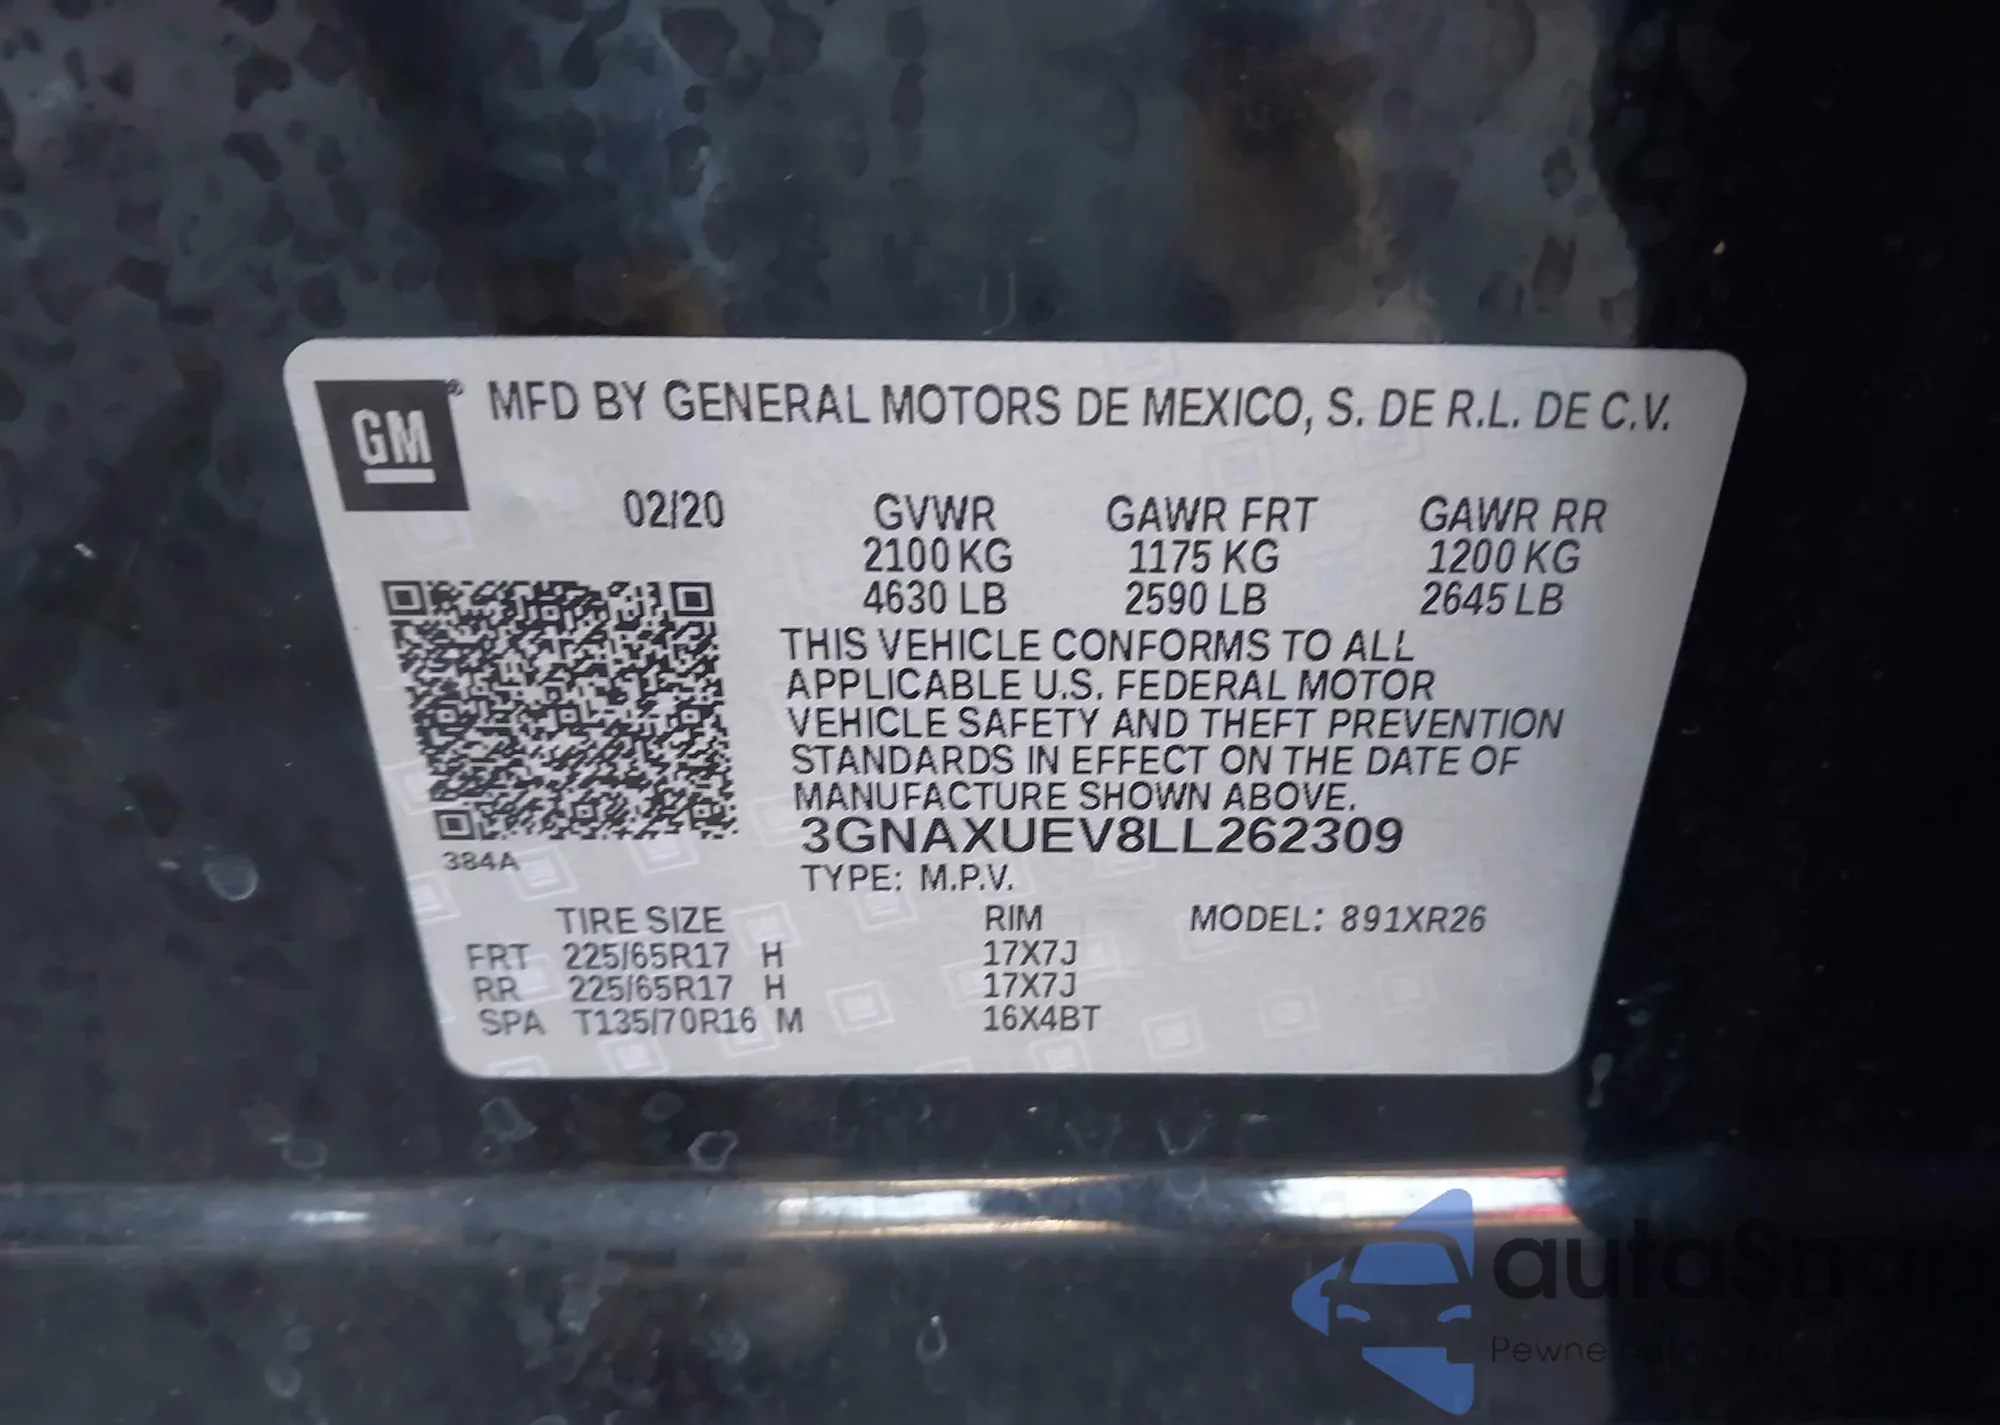 GM ® MFD BY GENERAL MOTORS DE MEXICO, S. DE R.L. DE C.V.
02/20 GVWR GAWR FRT GAWR RR
2100 KG 1175 KG 1200 KG
4630 LB 2590 LB 2645 LB
THIS VEHICLE CONFORMS TO ALL
APPLICABLE U.S. FEDERAL MOTOR
VEHICLE SAFETY AND THEFT PREVENTION
STANDARDS IN EFFECT ON THE DATE OF
MANUFACTURE SHOWN ABOVE.
3GNAXUEV8LL262309
384A
TYPE: M.P.V.
TIRE SIZE RIM MODEL: 891XR26
FRT 225/65R17 H 17X7J
RR 225/65R17 H 17X7J
SPA T135/70R16 M 16X4BT
autaSnap
Pewne